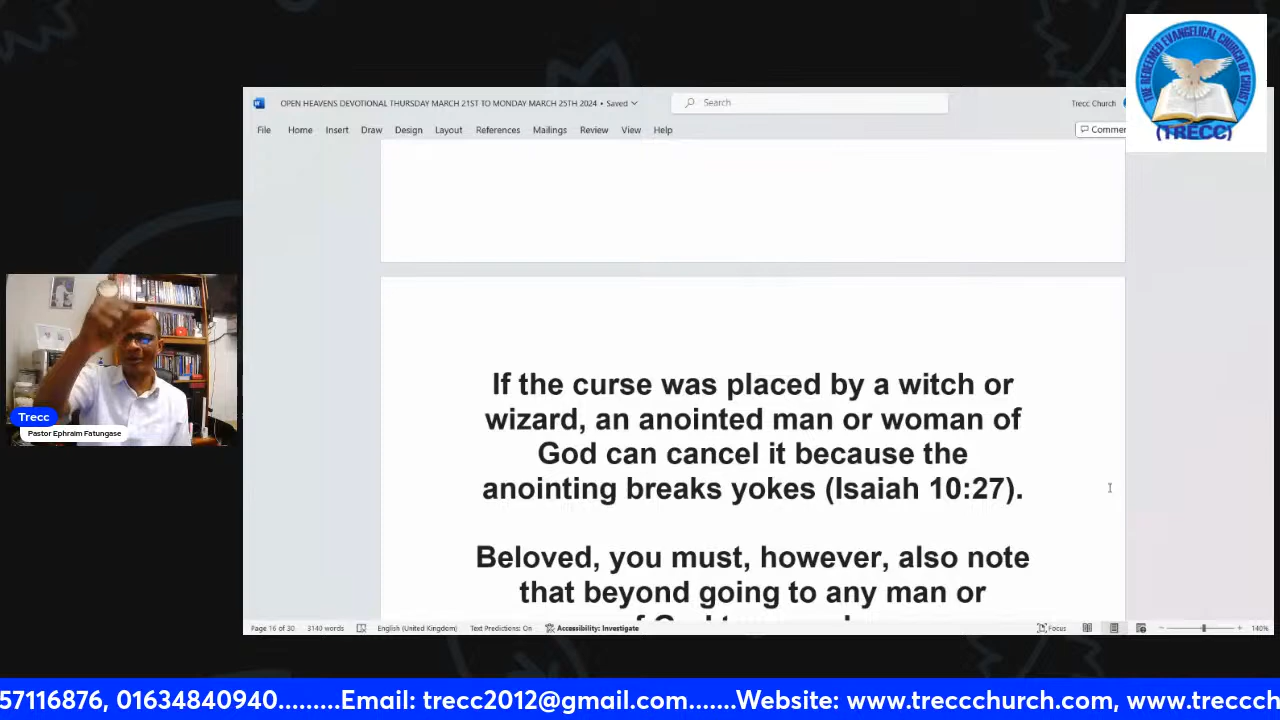 THE REDEEMED EVANGELICAL CHURCH OF CHRIST
(TRECC)
OPEN HEAVENS DEVOTIONAL THURSDAY MARCH 21ST TO MONDAY MARCH 25TH 2024 • Saved
Search
Trecc Church
File Home Insert Draw Design Layout References Mailings Review View Help
Commen
If the curse was placed by a witch or
wizard, an anointed man or woman of
God can cancel it because the
anointing breaks yokes (Isaiah 10:27).
Beloved, you must, however, also note
that beyond going to any man or
Trecc
Pastor Ephraim Fatungase
Page 16 of 30 3140 words English (United Kingdom) Text Predictions: On Accessibility: Investigate Focus 140%
57116876, 01634840940.........Email: trecc2012@gmail.com.......Website: www.treccchurch.com, www.treccch